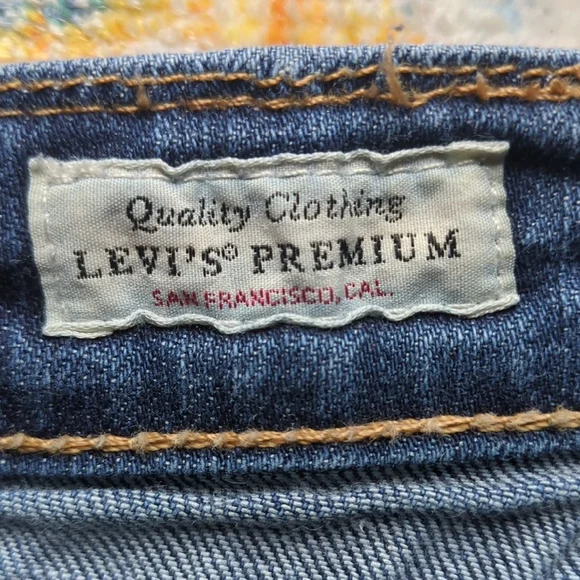 Quality Clothing
LEVI'S® PREMIUM
SAN FRANCISCO, CAL.